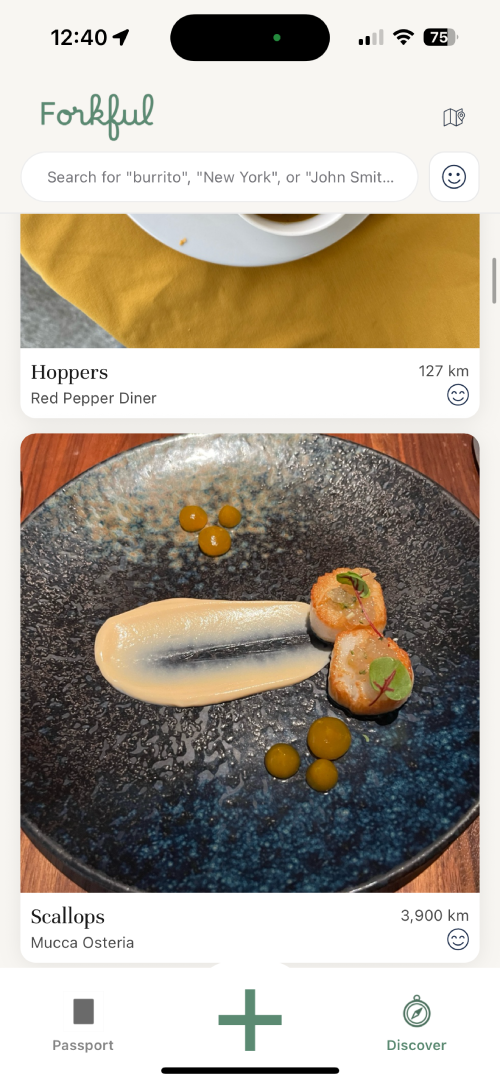 12:40
75
Forkful
Search for "burrito", "New York", or "John Smit...
Hoppers
127 km
Red Pepper Diner
Scallops
3,900 km
Mucca Osteria
Passport
Discover